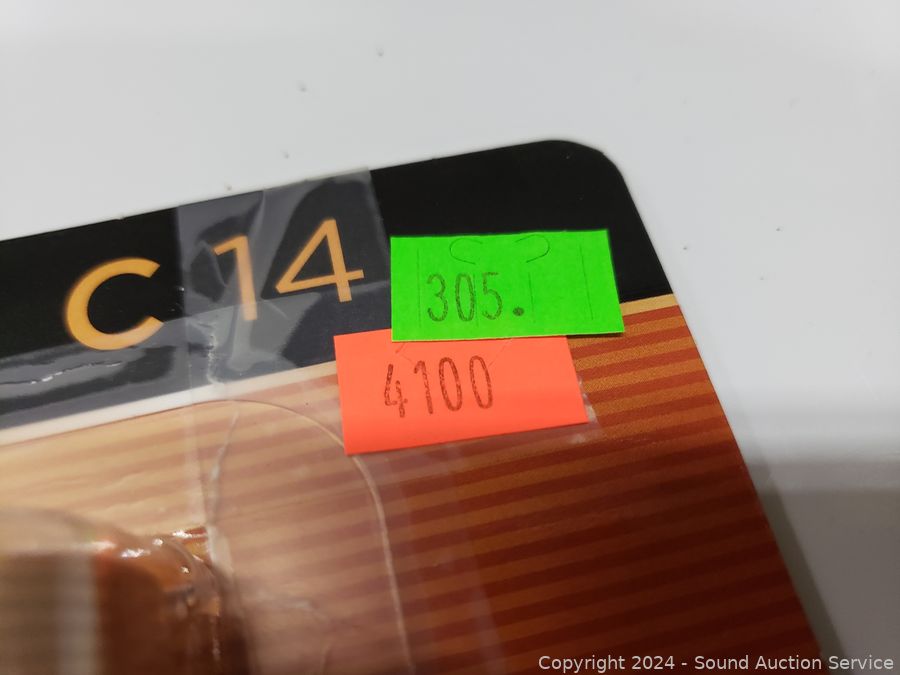 C 14
305.
4100
Copyright 2024 - Sound Auction Service